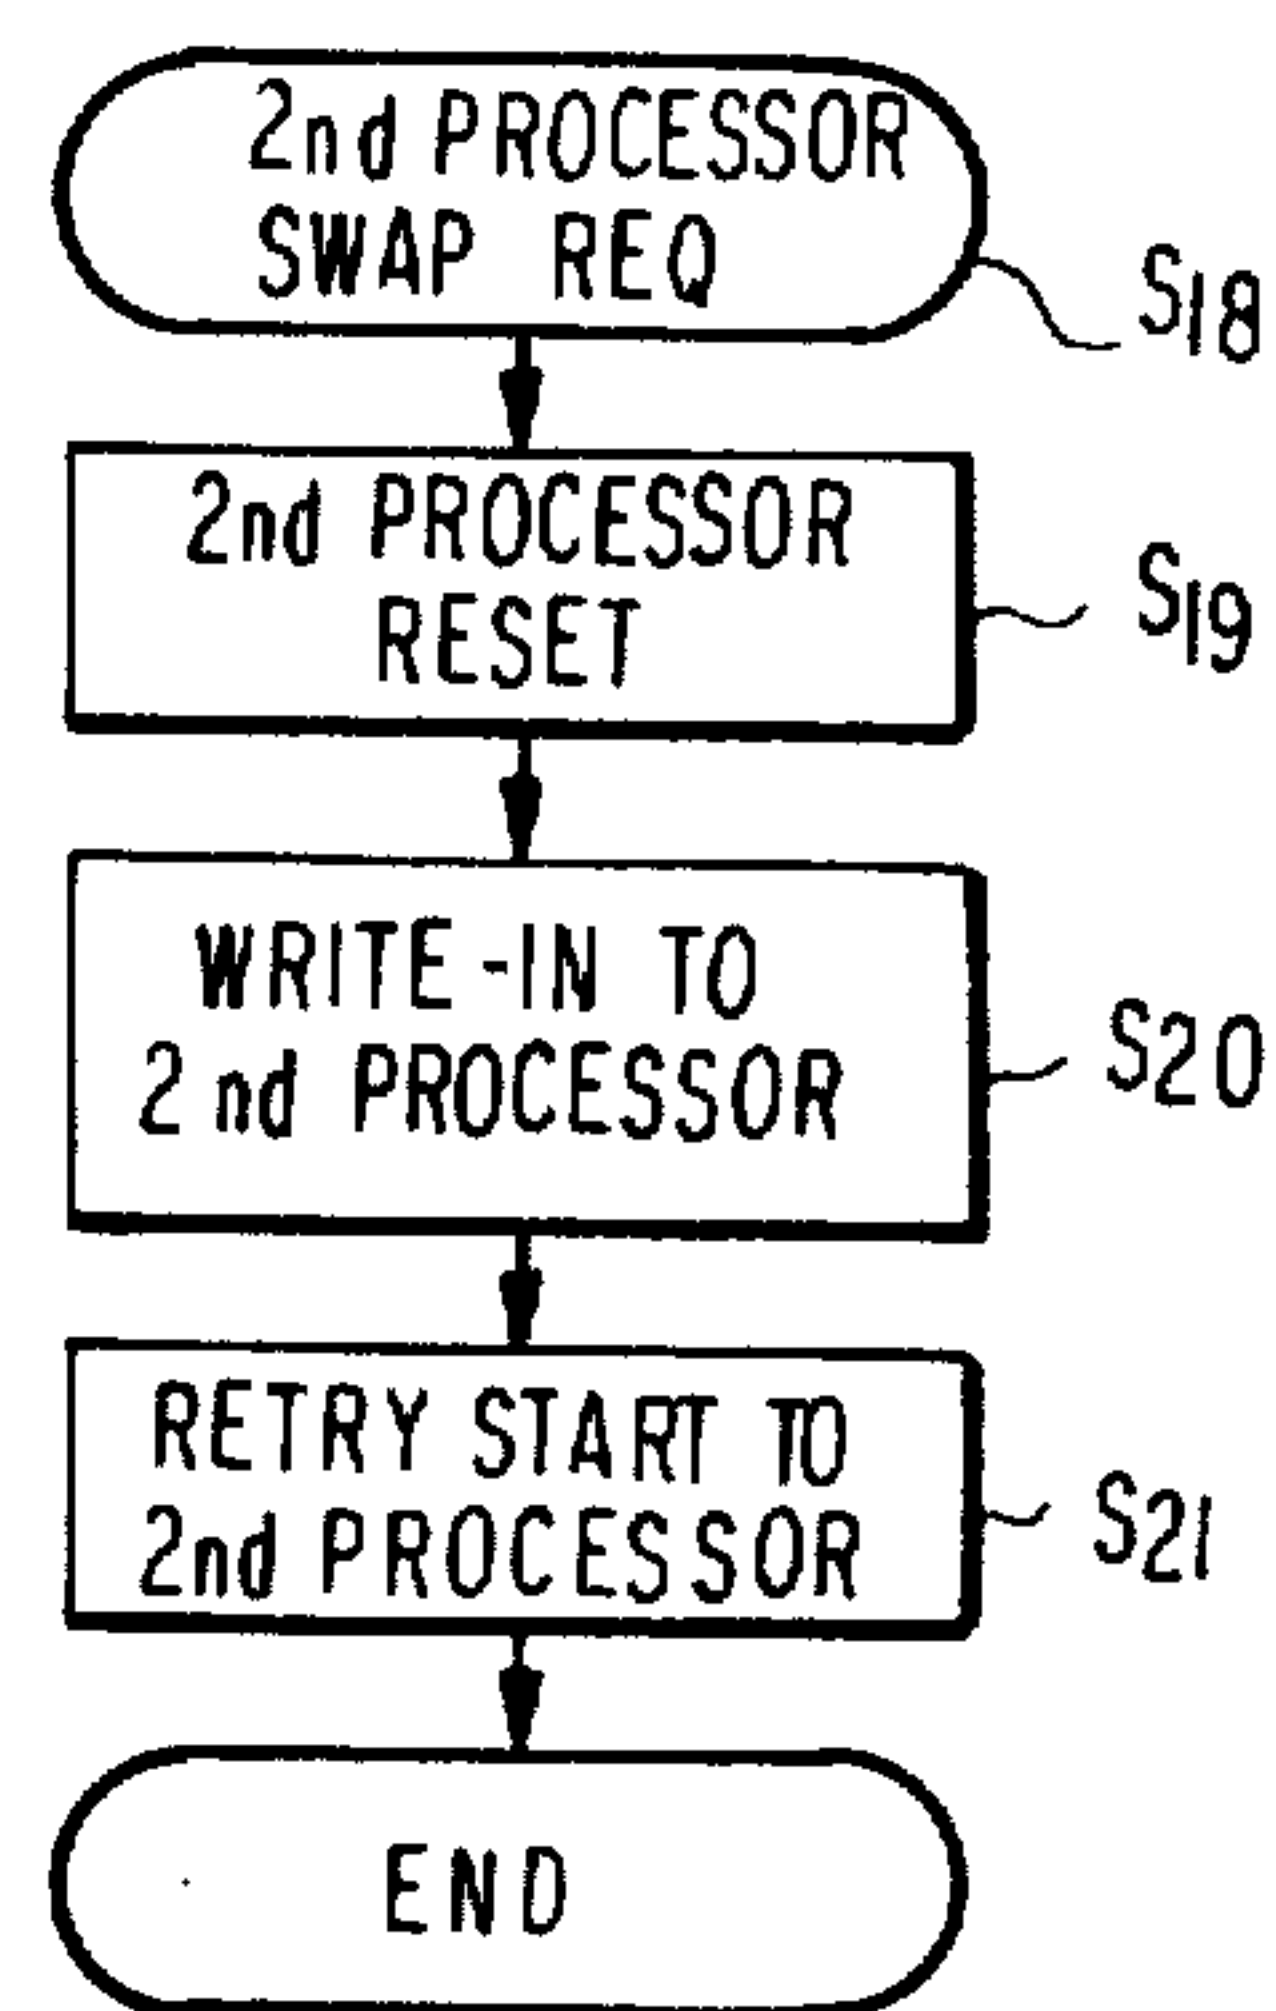 2nd PROCESSOR
SWAP REQ
S18
2nd PROCESSOR
RESET
S19
WRITE-IN TO
2nd PROCESSOR
S20
RETRY START TO
2nd PROCESSOR
S21
END